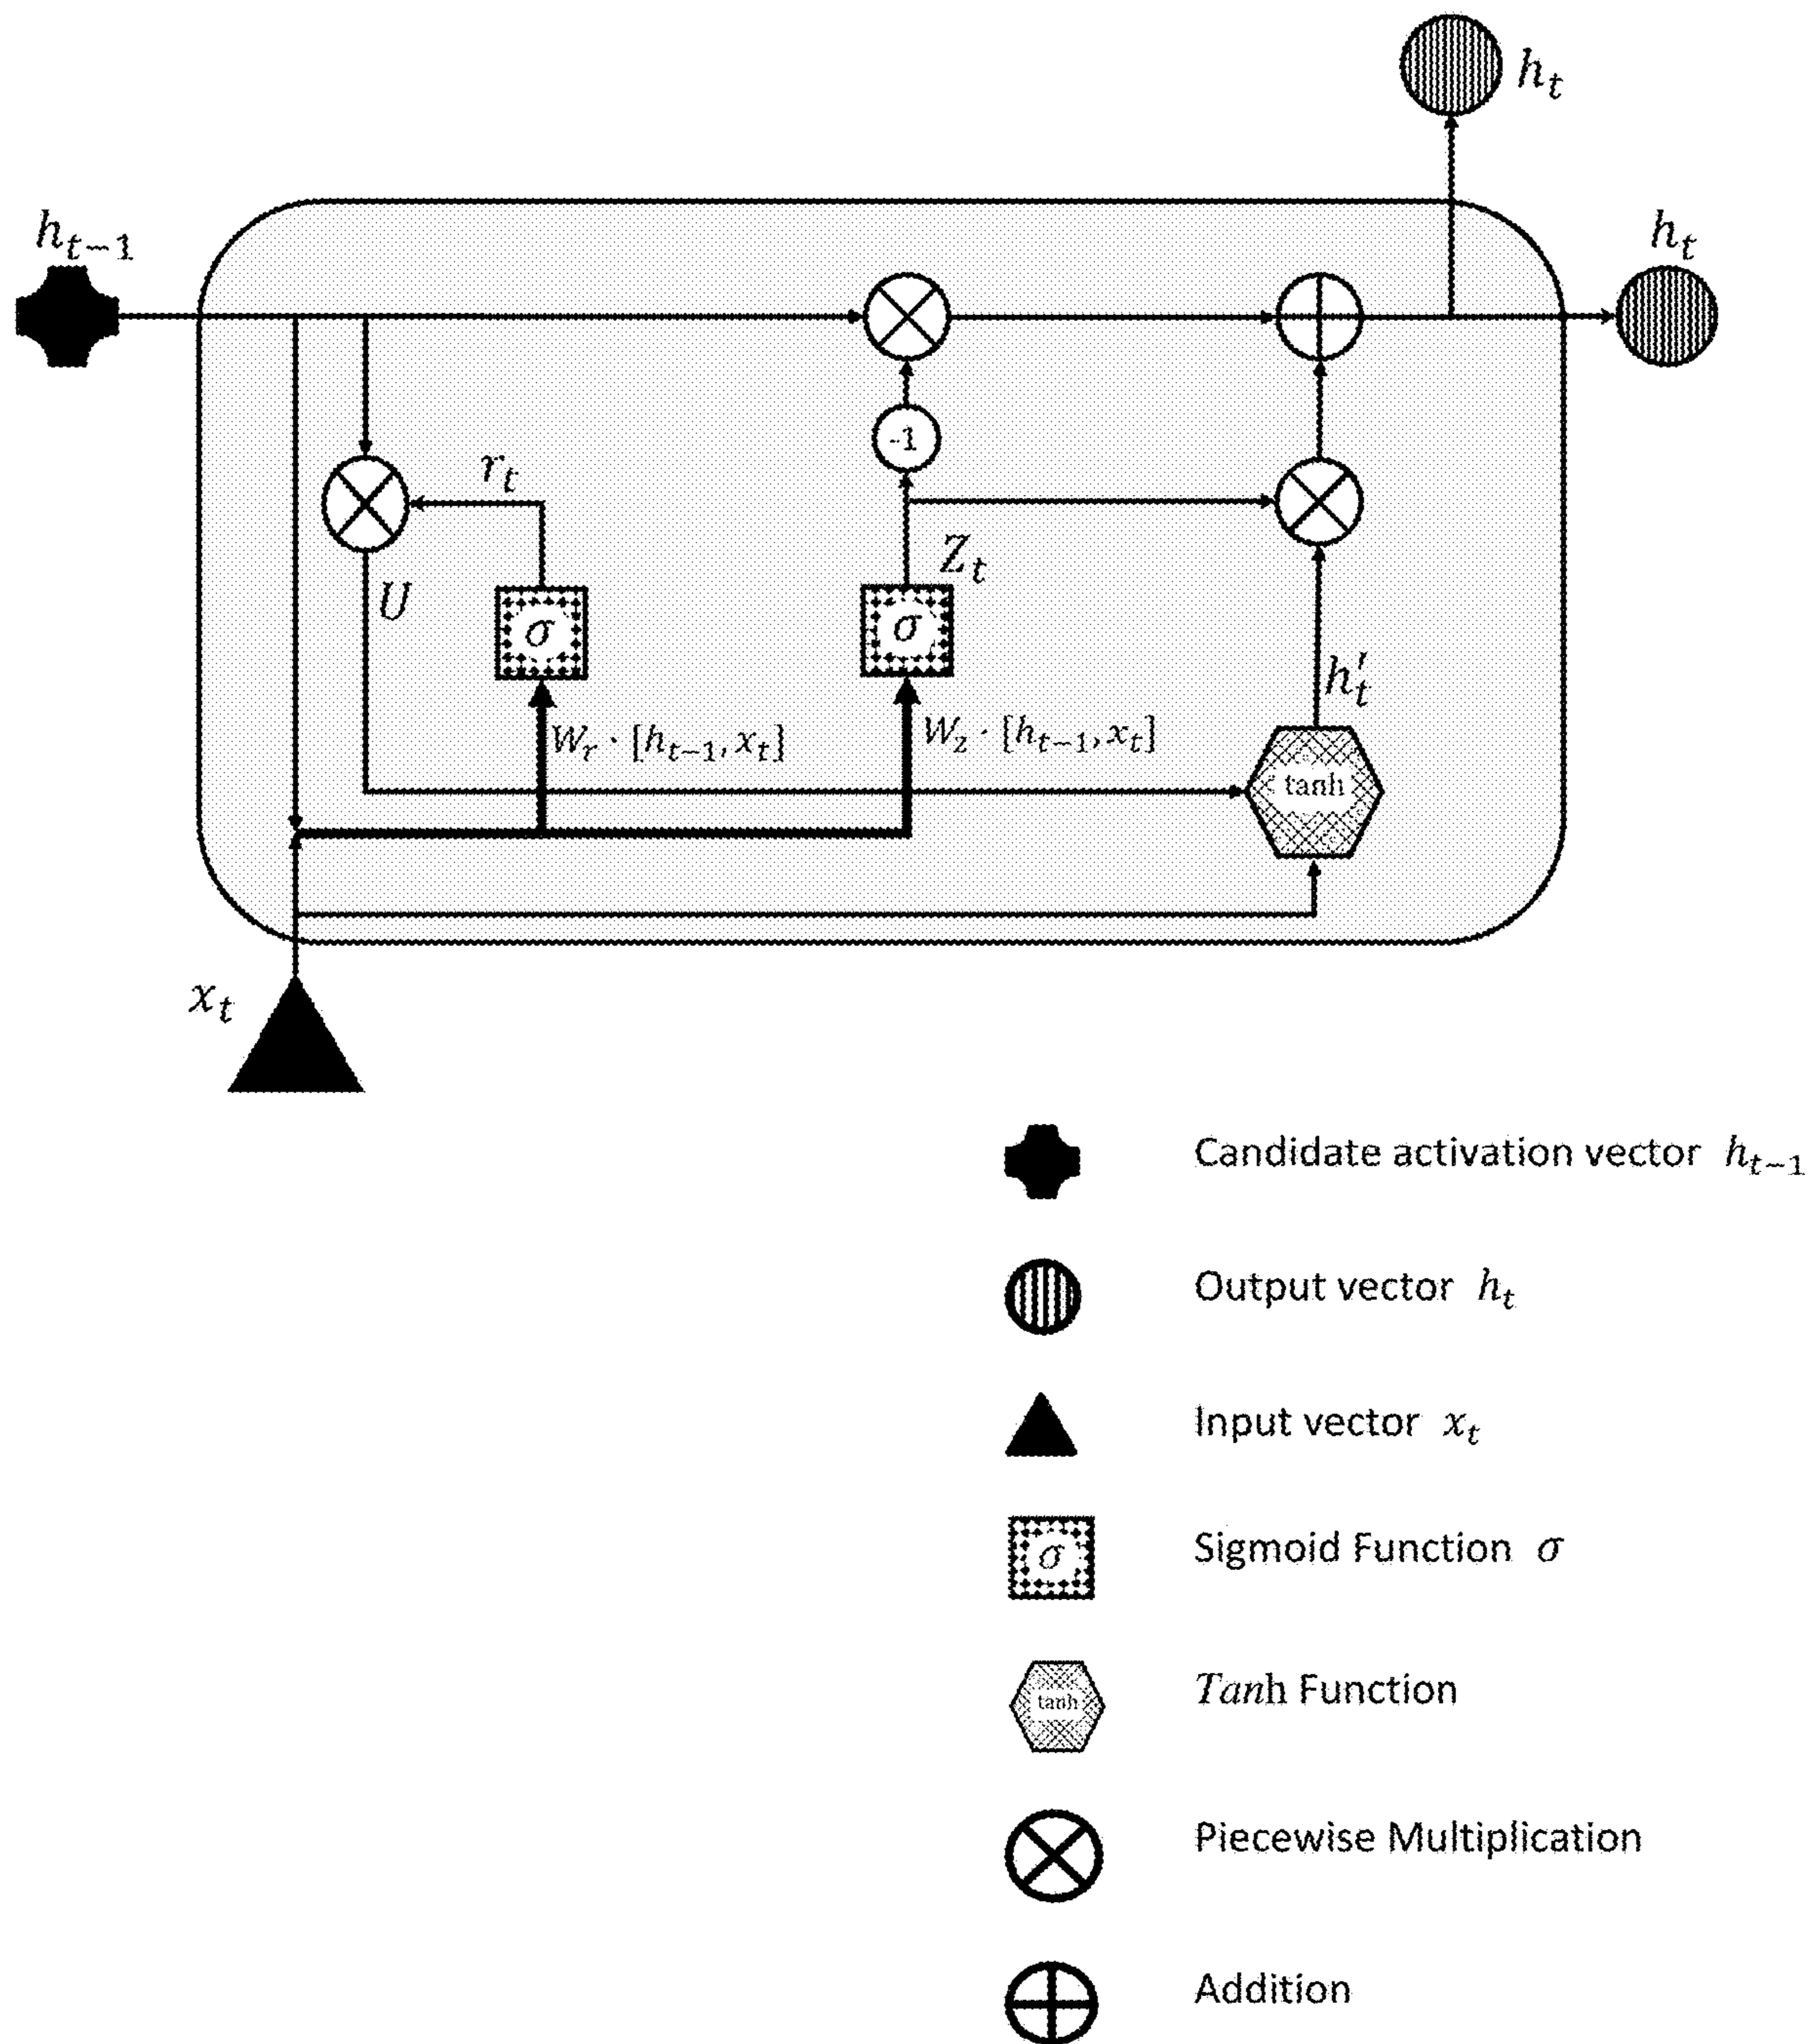 h_t
h_{t-1}
h_t
-1
r_t
Z_t
U
σ
σ
h'_t
W_r · [h_{t-1}, x_t]
W_z · [h_{t-1}, x_t]
tanh
x_t
Candidate activation vector h_{t-1}
Output vector h_t
Input vector x_t
σ Sigmoid Function σ
tanh Tanh Function
Piecewise Multiplication
Addition